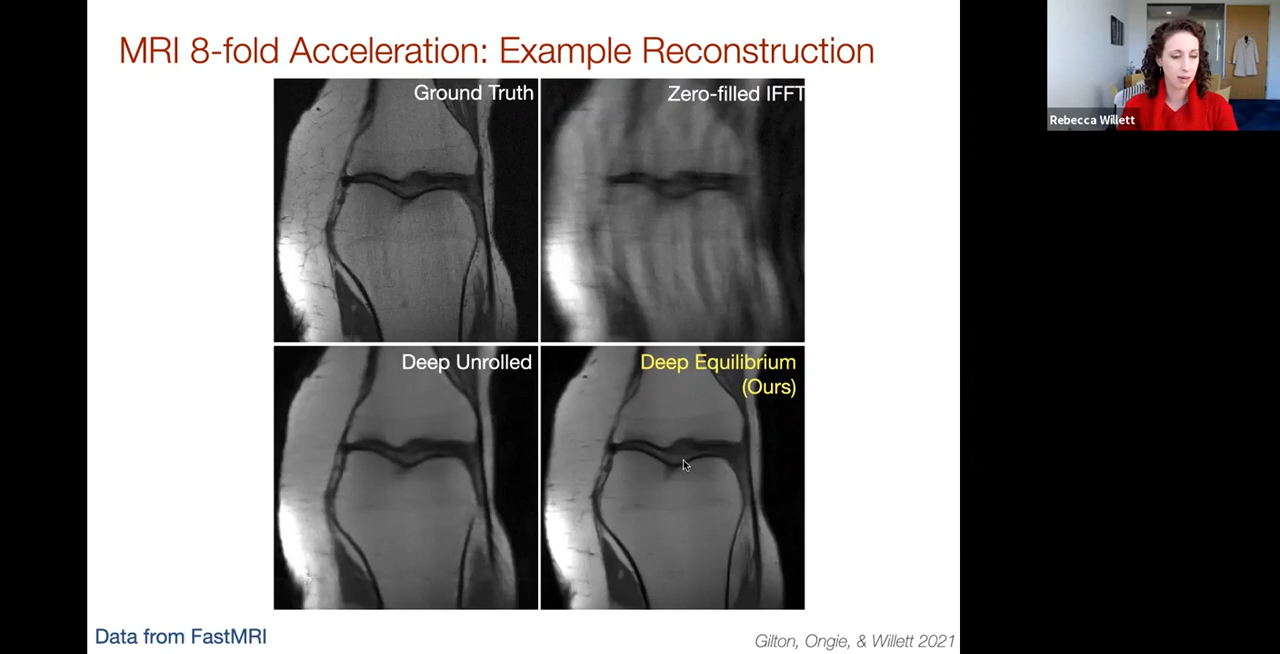 MRI 8-fold Acceleration: Example Reconstruction
Ground Truth
Zero-filled IFFT
Deep Unrolled
Deep Equilibrium
(Ours)
Data from FastMRI
Gilton, Ongie, & Willett 2021
Rebecca Willett